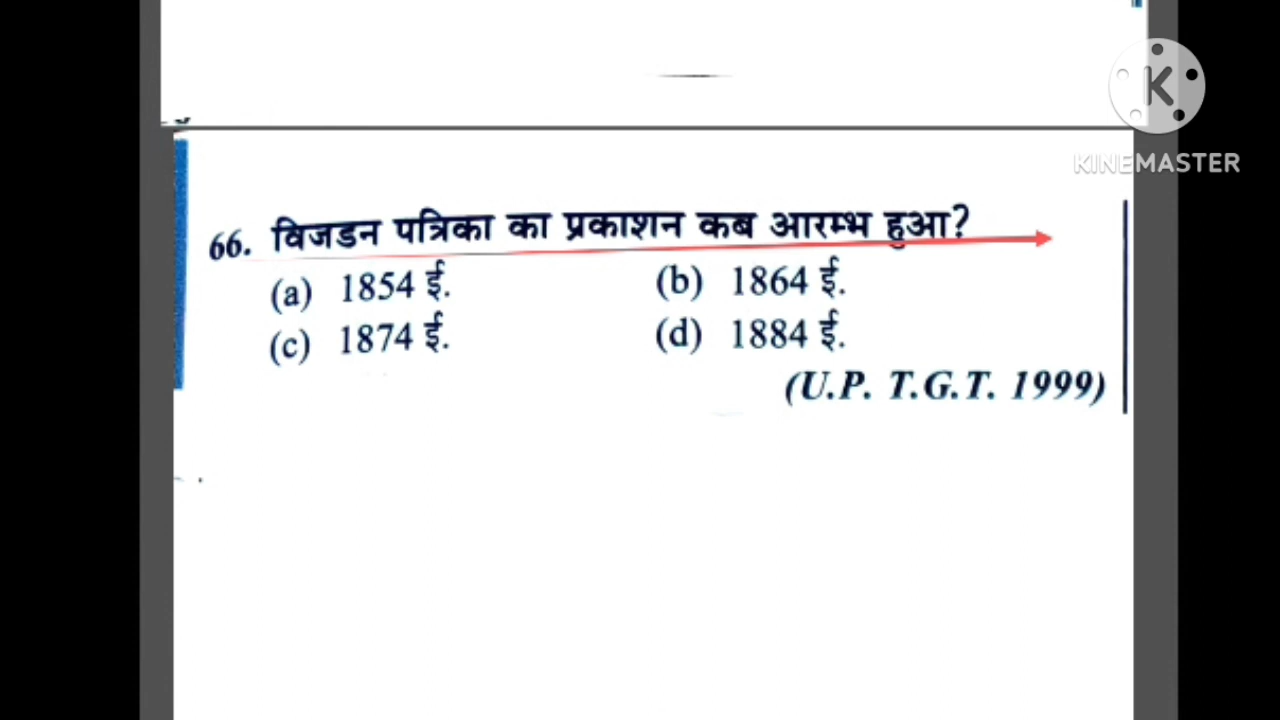 KINEMASTER
66. विजडन पत्रिका का प्रकाशन कब आरम्भ हुआ?
(a) 1854 ई. (b) 1864 ई.
(c) 1874 ई. (d) 1884 ई.
(U.P. T.G.T. 1999)